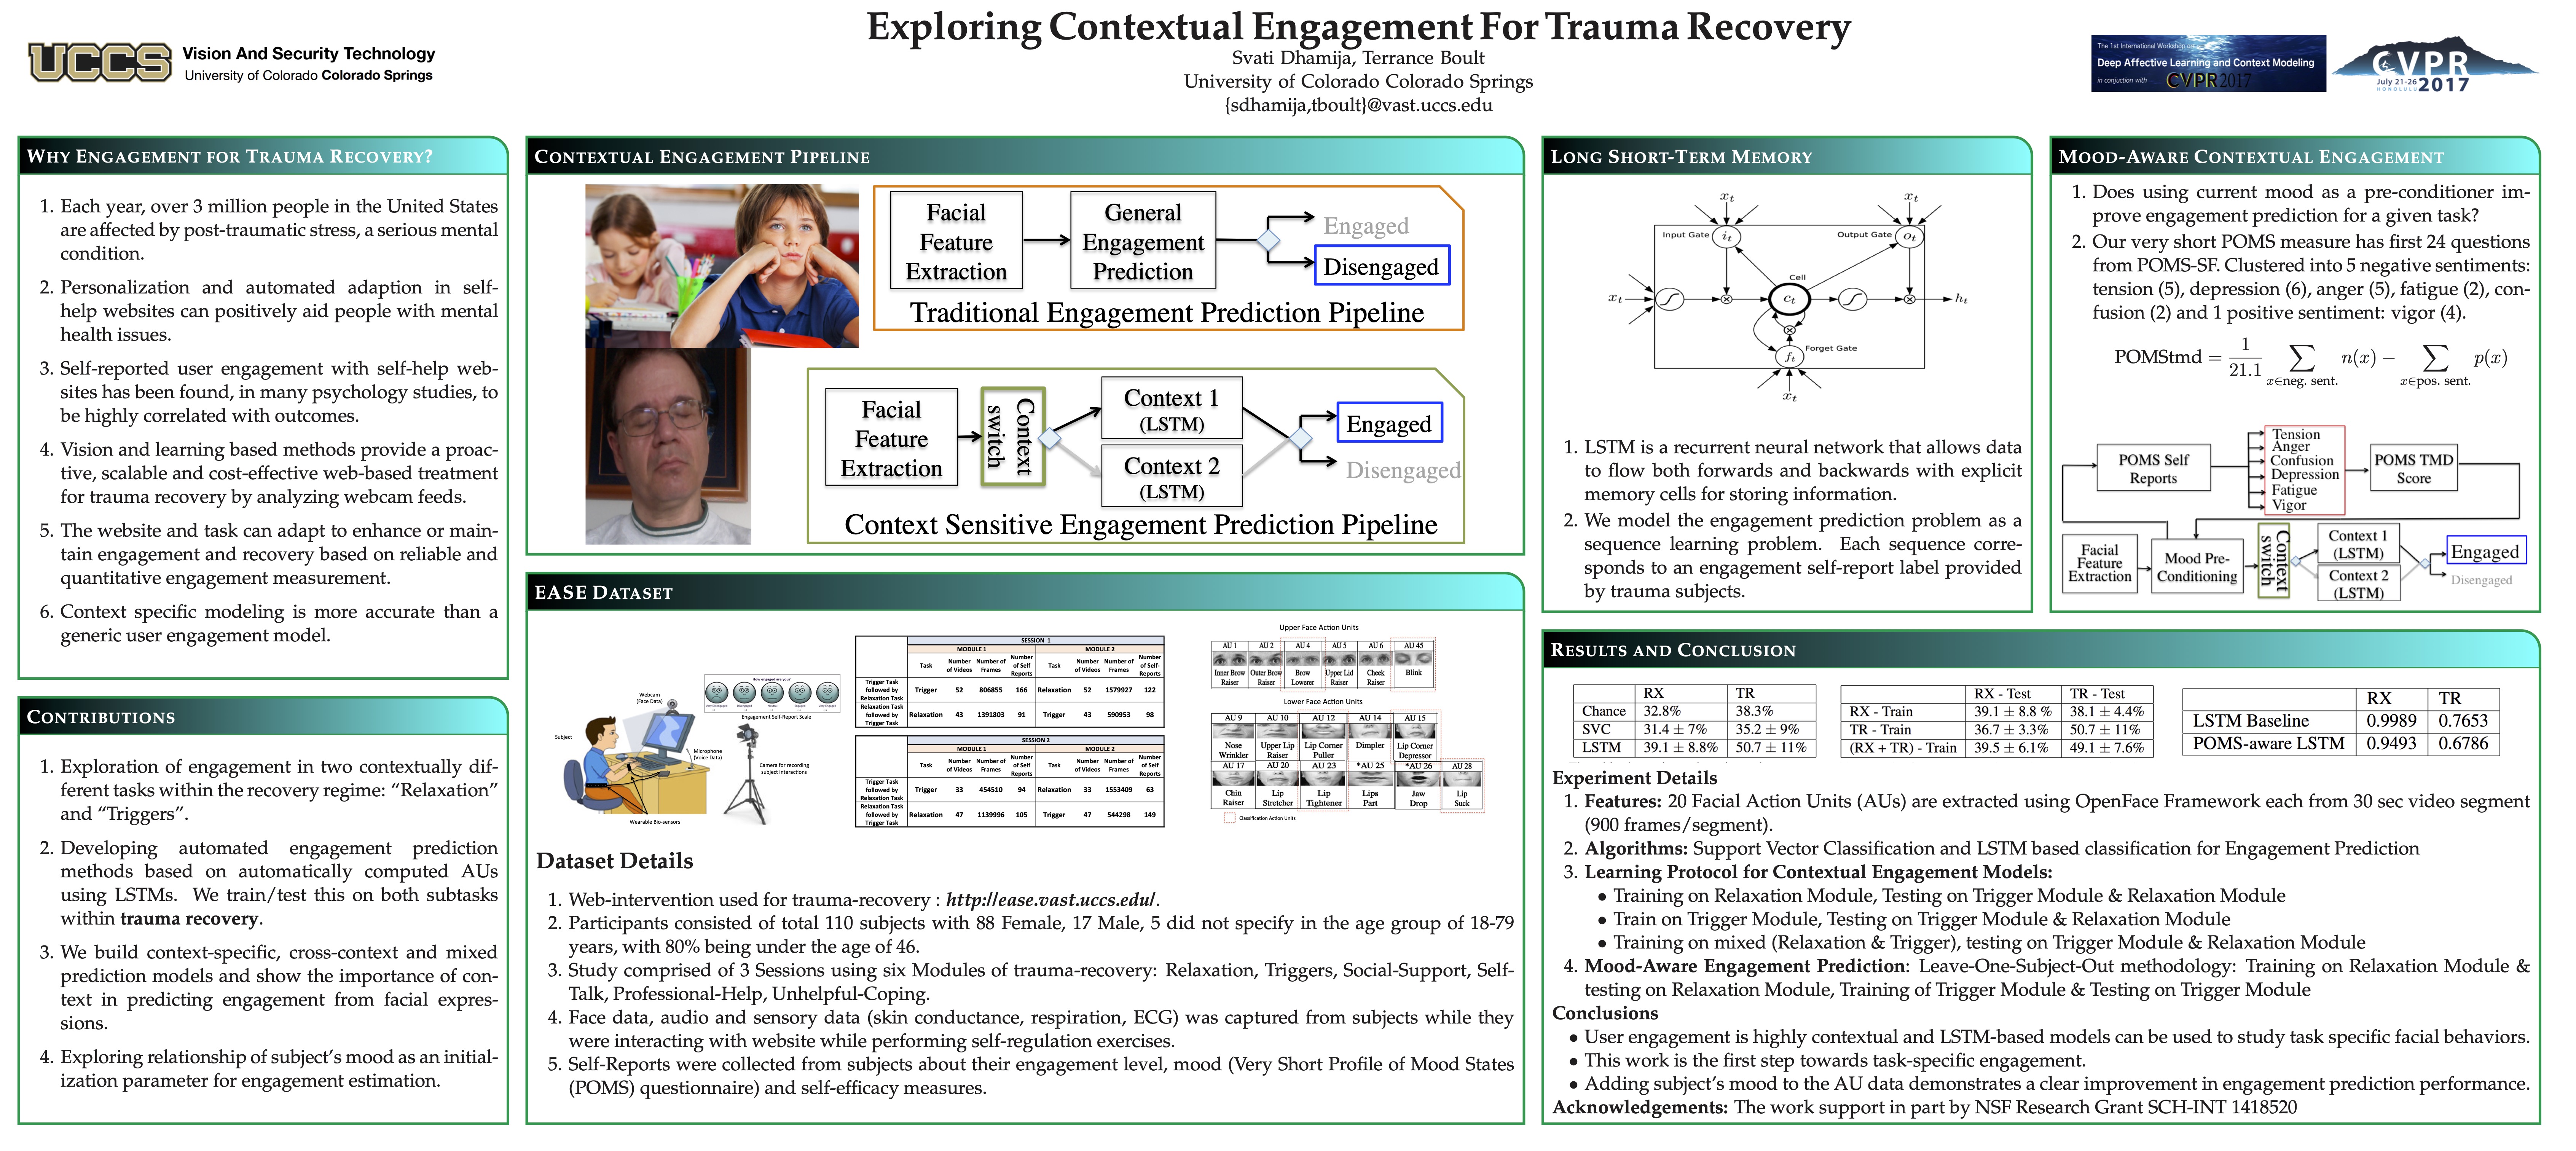 Exploring Contextual Engagement For Trauma Recovery
Svati Dhamija, Terrance Boult
University of Colorado Colorado Springs
{sdhamija,tboult}@vast.uccs.edu
UCCS
Vision And Security Technology
University of Colorado Colorado Springs
The 1st International Workshop on
Deep Affective Learning and Context Modeling
in conjuction with CVPR 2017
CVPR
July 21-26 2017
HONOLULU
WHY ENGAGEMENT FOR TRAUMA RECOVERY?
1. Each year, over 3 million people in the United States
are affected by post-traumatic stress, a serious mental
condition.
2. Personalization and automated adaption in self-
help websites can positively aid people with mental
health issues.
3. Self-reported user engagement with self-help web-
sites has been found, in many psychology studies, to
be highly correlated with outcomes.
4. Vision and learning based methods provide a proac-
tive, scalable and cost-effective web-based treatment
for trauma recovery by analyzing webcam feeds.
5. The website and task can adapt to enhance or main-
tain engagement and recovery based on reliable and
quantitative engagement measurement.
6. Context specific modeling is more accurate than a
generic user engagement model.
CONTRIBUTIONS
1. Exploration of engagement in two contextually dif-
ferent tasks within the recovery regime: "Relaxation"
and "Triggers".
2. Developing automated engagement prediction
methods based on automatically computed AUs
using LSTMs. We train/test this on both subtasks
within trauma recovery.
3. We build context-specific, cross-context and mixed
prediction models and show the importance of con-
text in predicting engagement from facial expres-
sions.
4. Exploring relationship of subject's mood as an initial-
ization parameter for engagement estimation.
CONTEXTUAL ENGAGEMENT PIPELINE
Facial Feature Extraction
General Engagement Prediction
Engaged
Disengaged
Traditional Engagement Prediction Pipeline
Facial Feature Extraction
Context switch
Context 1 (LSTM)
Context 2 (LSTM)
Engaged
Disengaged
Context Sensitive Engagement Prediction Pipeline
EASE DATASET
Subject
Webcam (Face Data)
Microphone (Voice Data)
Wearable Bio-sensors
Camera for recording subject interactions
How engaged are you?
Engagement Self-Report Scale
SESSION 1
MODULE 1 MODULE 2
Task Number of Videos Number of Frames Number of Self Reports Task Number of Videos Number of Frames Number of Self-Reports
Trigger Task followed by Relaxation Task Trigger 52 806855 166 Relaxation 52 1579927 122
Relaxation Task followed by Trigger Task Relaxation 43 1391803 91 Trigger 43 590953 98
SESSION 2
MODULE 1 MODULE 2
Task Number of Videos Number of Frames Number of Self Reports Task Number of Videos Number of Frames Number of Self-Reports
Trigger Task followed by Relaxation Task Trigger 33 454510 94 Relaxation 33 1553409 63
Relaxation Task followed by Trigger Task Relaxation 47 1139996 105 Trigger 47 544298 149
Upper Face Action Units
AU 1 AU 2 AU 4 AU 5 AU 6 AU 45
Inner Brow Raiser Outer Brow Raiser Brow Lowerer Upper Lid Raiser Cheek Raiser Blink
Lower Face Action Units
AU 9 AU 10 AU 12 AU 14 AU 15
Nose Wrinkler Upper Lip Raiser Lip Corner Puller Dimpler Lip Corner Depressor
AU 17 AU 20 AU 23 *AU 25 *AU 26 AU 28
Chin Raiser Lip Stretcher Lip Tightener Lips Part Jaw Drop Lip Suck
Classification Action Units
Dataset Details
1. Web-intervention used for trauma-recovery : http://ease.vast.uccs.edu/.
2. Participants consisted of total 110 subjects with 88 Female, 17 Male, 5 did not specify in the age group of 18-79
years, with 80% being under the age of 46.
3. Study comprised of 3 Sessions using six Modules of trauma-recovery: Relaxation, Triggers, Social-Support, Self-
Talk, Professional-Help, Unhelpful-Coping.
4. Face data, audio and sensory data (skin conductance, respiration, ECG) was captured from subjects while they
were interacting with website while performing self-regulation exercises.
5. Self-Reports were collected from subjects about their engagement level, mood (Very Short Profile of Mood States
(POMS) questionnaire) and self-efficacy measures.
LONG SHORT-TERM MEMORY
xt xt
Input Gate it Output Gate ot
Cell
xt ct ht
ft Forget Gate
xt
1. LSTM is a recurrent neural network that allows data
to flow both forwards and backwards with explicit
memory cells for storing information.
2. We model the engagement prediction problem as a
sequence learning problem. Each sequence corre-
sponds to an engagement self-report label provided
by trauma subjects.
MOOD-AWARE CONTEXTUAL ENGAGEMENT
1. Does using current mood as a pre-conditioner im-
prove engagement prediction for a given task?
2. Our very short POMS measure has first 24 questions
from POMS-SF. Clustered into 5 negative sentiments:
tension (5), depression (6), anger (5), fatigue (2), con-
fusion (2) and 1 positive sentiment: vigor (4).
POMStmd = 1/21.1 ∑ x∈neg. sent. n(x) − ∑ x∈pos. sent. p(x)
POMS Self Reports
Tension
Anger
Confusion
Depression
Fatigue
Vigor
POMS TMD Score
Facial Feature Extraction
Mood Pre-Conditioning
Context switch
Context 1 (LSTM)
Context 2 (LSTM)
Engaged
Disengaged
RESULTS AND CONCLUSION
RX TR
Chance 32.8% 38.3%
SVC 31.4 ± 7% 35.2 ± 9%
LSTM 39.1 ± 8.8% 50.7 ± 11%
RX - Test TR - Test
RX - Train 39.1 ± 8.8 % 38.1 ± 4.4%
TR - Train 36.7 ± 3.3% 50.7 ± 11%
(RX + TR) - Train 39.5 ± 6.1% 49.1 ± 7.6%
RX TR
LSTM Baseline 0.9989 0.7653
POMS-aware LSTM 0.9493 0.6786
Experiment Details
1. Features: 20 Facial Action Units (AUs) are extracted using OpenFace Framework each from 30 sec video segment
(900 frames/segment).
2. Algorithms: Support Vector Classification and LSTM based classification for Engagement Prediction
3. Learning Protocol for Contextual Engagement Models:
• Training on Relaxation Module, Testing on Trigger Module & Relaxation Module
• Train on Trigger Module, Testing on Trigger Module & Relaxation Module
• Training on mixed (Relaxation & Trigger), testing on Trigger Module & Relaxation Module
4. Mood-Aware Engagement Prediction: Leave-One-Subject-Out methodology: Training on Relaxation Module &
testing on Relaxation Module, Training of Trigger Module & Testing on Trigger Module
Conclusions
• User engagement is highly contextual and LSTM-based models can be used to study task specific facial behaviors.
• This work is the first step towards task-specific engagement.
• Adding subject's mood to the AU data demonstrates a clear improvement in engagement prediction performance.
Acknowledgements: The work support in part by NSF Research Grant SCH-INT 1418520